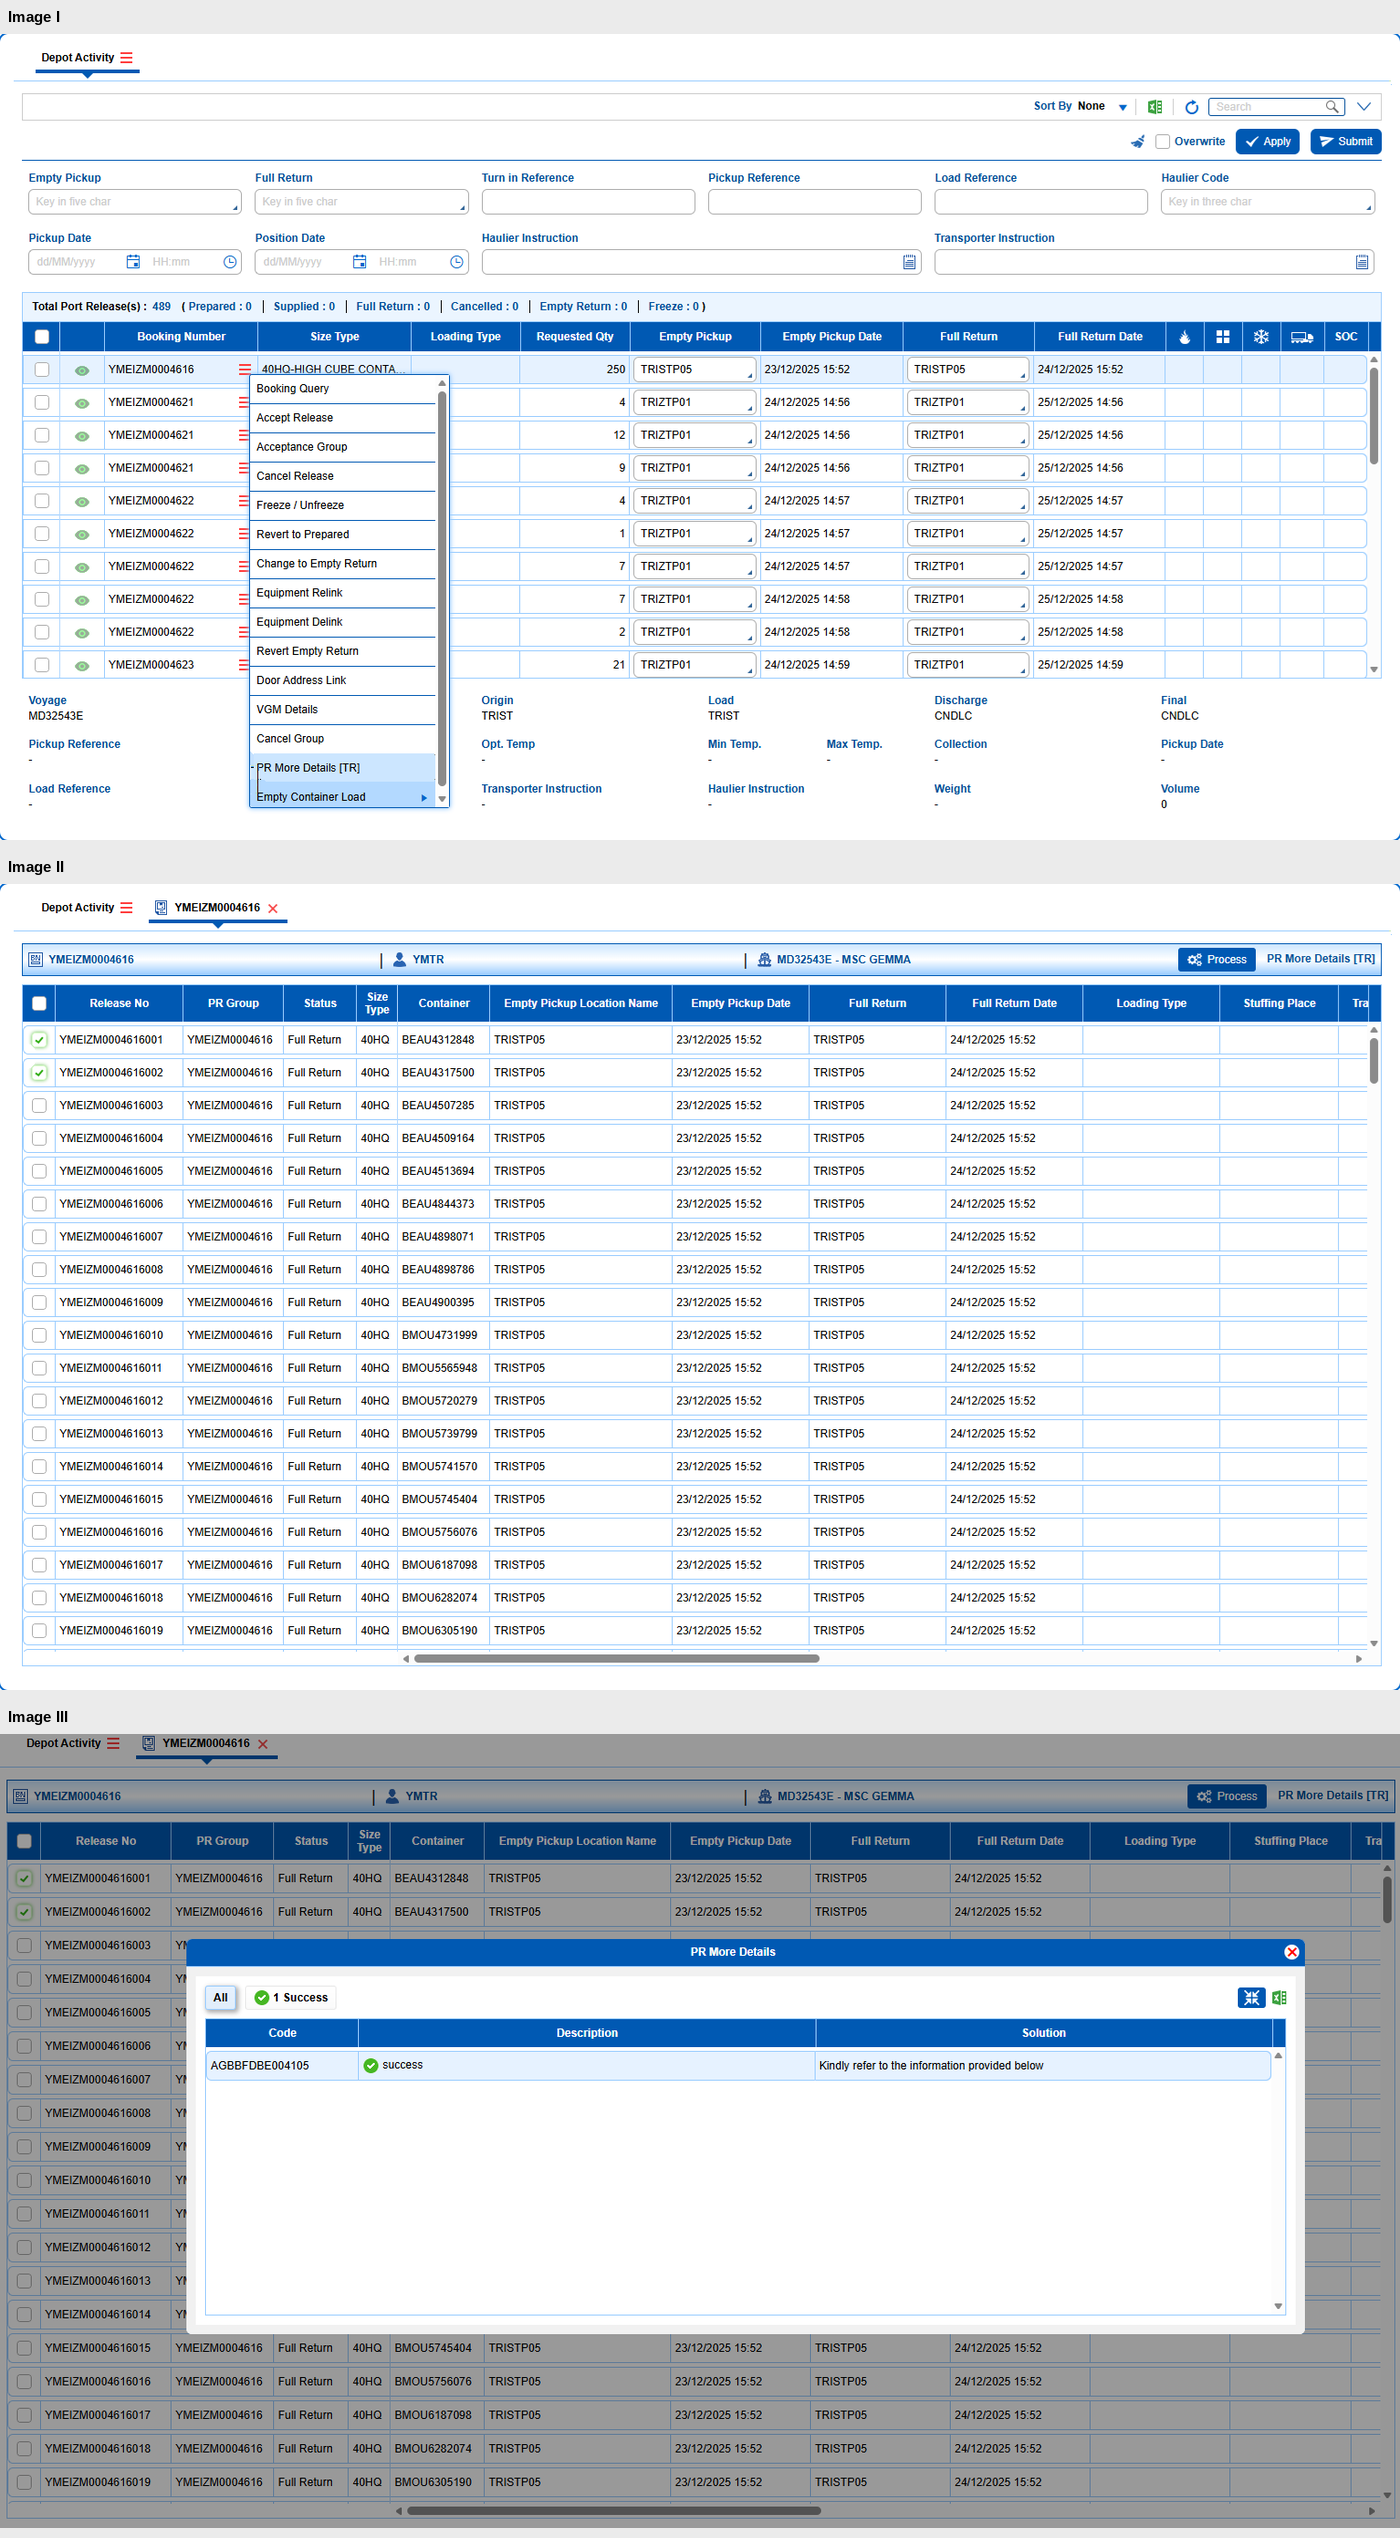 Image I
Depot Activity
Sort By None Search
Overwrite Apply Submit
Empty Pickup Full Return Turn in Reference Pickup Reference Load Reference Haulier Code
Key in five char Key in five char Key in three char
Pickup Date Position Date Haulier Instruction Transporter Instruction
dd/MM/yyyy HH:mm dd/MM/yyyy HH:mm
Total Port Release(s) : 489 ( Prepared : 0 | Supplied : 0 | Full Return : 0 | Cancelled : 0 | Empty Return : 0 | Freeze : 0 )
Booking Number Size Type Loading Type Requested Qty Empty Pickup Empty Pickup Date Full Return Full Return Date SOC
YMEIZM0004616 40HQ-HIGH CUBE CONTA... 250 TRISTP05 23/12/2025 15:52 TRISTP05 24/12/2025 15:52
YMEIZM0004621 4 TRIZTP01 24/12/2025 14:56 TRIZTP01 25/12/2025 14:56
YMEIZM0004621 12 TRIZTP01 24/12/2025 14:56 TRIZTP01 25/12/2025 14:56
YMEIZM0004621 9 TRIZTP01 24/12/2025 14:56 TRIZTP01 25/12/2025 14:56
YMEIZM0004622 4 TRIZTP01 24/12/2025 14:57 TRIZTP01 25/12/2025 14:57
YMEIZM0004622 1 TRIZTP01 24/12/2025 14:57 TRIZTP01 25/12/2025 14:57
YMEIZM0004622 7 TRIZTP01 24/12/2025 14:57 TRIZTP01 25/12/2025 14:57
YMEIZM0004622 7 TRIZTP01 24/12/2025 14:58 TRIZTP01 25/12/2025 14:58
YMEIZM0004622 2 TRIZTP01 24/12/2025 14:58 TRIZTP01 25/12/2025 14:58
YMEIZM0004623 21 TRIZTP01 24/12/2025 14:59 TRIZTP01 25/12/2025 14:59
Booking Query
Accept Release
Acceptance Group
Cancel Release
Freeze / Unfreeze
Revert to Prepared
Change to Empty Return
Equipment Relink
Equipment Delink
Revert Empty Return
Door Address Link
VGM Details
Cancel Group
PR More Details [TR]
Empty Container Load
Voyage Origin Load Discharge Final
MD32543E TRIST TRIST CNDLC CNDLC
Pickup Reference Opt. Temp Min Temp. Max Temp. Collection Pickup Date
- - - - - -
Load Reference Transporter Instruction Haulier Instruction Weight Volume
- - - - 0
Image II
Depot Activity YMEIZM0004616
BN YMEIZM0004616 | YMTR | MD32543E - MSC GEMMA Process PR More Details [TR]
Release No PR Group Status Size Type Container Empty Pickup Location Name Empty Pickup Date Full Return Full Return Date Loading Type Stuffing Place Tra
YMEIZM0004616001 YMEIZM0004616 Full Return 40HQ BEAU4312848 TRISTP05 23/12/2025 15:52 TRISTP05 24/12/2025 15:52
YMEIZM0004616002 YMEIZM0004616 Full Return 40HQ BEAU4317500 TRISTP05 23/12/2025 15:52 TRISTP05 24/12/2025 15:52
YMEIZM0004616003 YMEIZM0004616 Full Return 40HQ BEAU4507285 TRISTP05 23/12/2025 15:52 TRISTP05 24/12/2025 15:52
YMEIZM0004616004 YMEIZM0004616 Full Return 40HQ BEAU4509164 TRISTP05 23/12/2025 15:52 TRISTP05 24/12/2025 15:52
YMEIZM0004616005 YMEIZM0004616 Full Return 40HQ BEAU4513694 TRISTP05 23/12/2025 15:52 TRISTP05 24/12/2025 15:52
YMEIZM0004616006 YMEIZM0004616 Full Return 40HQ BEAU4844373 TRISTP05 23/12/2025 15:52 TRISTP05 24/12/2025 15:52
YMEIZM0004616007 YMEIZM0004616 Full Return 40HQ BEAU4898071 TRISTP05 23/12/2025 15:52 TRISTP05 24/12/2025 15:52
YMEIZM0004616008 YMEIZM0004616 Full Return 40HQ BEAU4898786 TRISTP05 23/12/2025 15:52 TRISTP05 24/12/2025 15:52
YMEIZM0004616009 YMEIZM0004616 Full Return 40HQ BEAU4900395 TRISTP05 23/12/2025 15:52 TRISTP05 24/12/2025 15:52
YMEIZM0004616010 YMEIZM0004616 Full Return 40HQ BMOU4731999 TRISTP05 23/12/2025 15:52 TRISTP05 24/12/2025 15:52
YMEIZM0004616011 YMEIZM0004616 Full Return 40HQ BMOU5565948 TRISTP05 23/12/2025 15:52 TRISTP05 24/12/2025 15:52
YMEIZM0004616012 YMEIZM0004616 Full Return 40HQ BMOU5720279 TRISTP05 23/12/2025 15:52 TRISTP05 24/12/2025 15:52
YMEIZM0004616013 YMEIZM0004616 Full Return 40HQ BMOU5739799 TRISTP05 23/12/2025 15:52 TRISTP05 24/12/2025 15:52
YMEIZM0004616014 YMEIZM0004616 Full Return 40HQ BMOU5741570 TRISTP05 23/12/2025 15:52 TRISTP05 24/12/2025 15:52
YMEIZM0004616015 YMEIZM0004616 Full Return 40HQ BMOU5745404 TRISTP05 23/12/2025 15:52 TRISTP05 24/12/2025 15:52
YMEIZM0004616016 YMEIZM0004616 Full Return 40HQ BMOU5756076 TRISTP05 23/12/2025 15:52 TRISTP05 24/12/2025 15:52
YMEIZM0004616017 YMEIZM0004616 Full Return 40HQ BMOU6187098 TRISTP05 23/12/2025 15:52 TRISTP05 24/12/2025 15:52
YMEIZM0004616018 YMEIZM0004616 Full Return 40HQ BMOU6282074 TRISTP05 23/12/2025 15:52 TRISTP05 24/12/2025 15:52
YMEIZM0004616019 YMEIZM0004616 Full Return 40HQ BMOU6305190 TRISTP05 23/12/2025 15:52 TRISTP05 24/12/2025 15:52
Image III
Depot Activity YMEIZM0004616
BN YMEIZM0004616 | YMTR | MD32543E - MSC GEMMA Process PR More Details [TR]
Release No PR Group Status Size Type Container Empty Pickup Location Name Empty Pickup Date Full Return Full Return Date Loading Type Stuffing Place Tra
YMEIZM0004616001 YMEIZM0004616 Full Return 40HQ BEAU4312848 TRISTP05 23/12/2025 15:52 TRISTP05 24/12/2025 15:52
YMEIZM0004616002 YMEIZM0004616 Full Return 40HQ BEAU4317500 TRISTP05 23/12/2025 15:52 TRISTP05 24/12/2025 15:52
YMEIZM0004616003
YMEIZM0004616004
YMEIZM0004616005
YMEIZM0004616006
YMEIZM0004616007
YMEIZM0004616008
YMEIZM0004616009
YMEIZM0004616010
YMEIZM0004616011
YMEIZM0004616012
YMEIZM0004616013
YMEIZM0004616014
PR More Details
All 1 Success
Code Description Solution
AGBBFDBE004105 success Kindly refer to the information provided below
YMEIZM0004616015 YMEIZM0004616 Full Return 40HQ BMOU5745404 TRISTP05 23/12/2025 15:52 TRISTP05 24/12/2025 15:52
YMEIZM0004616016 YMEIZM0004616 Full Return 40HQ BMOU5756076 TRISTP05 23/12/2025 15:52 TRISTP05 24/12/2025 15:52
YMEIZM0004616017 YMEIZM0004616 Full Return 40HQ BMOU6187098 TRISTP05 23/12/2025 15:52 TRISTP05 24/12/2025 15:52
YMEIZM0004616018 YMEIZM0004616 Full Return 40HQ BMOU6282074 TRISTP05 23/12/2025 15:52 TRISTP05 24/12/2025 15:52
YMEIZM0004616019 YMEIZM0004616 Full Return 40HQ BMOU6305190 TRISTP05 23/12/2025 15:52 TRISTP05 24/12/2025 15:52